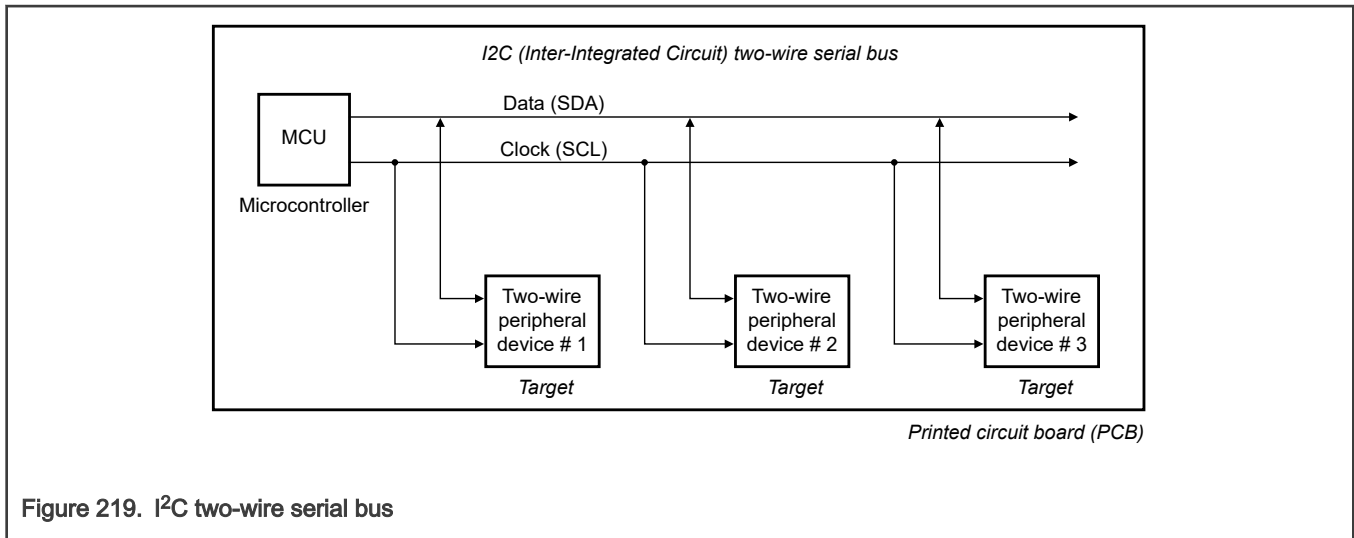 I2C (Inter-Integrated Circuit) two-wire serial bus
Data (SDA)
MCU
Clock (SCL)
Microcontroller
Two-wire
peripheral
device # 1
Target
Two-wire
peripheral
device # 2
Target
Two-wire
peripheral
device # 3
Target
Printed circuit board (PCB)
Figure 219. I²C two-wire serial bus